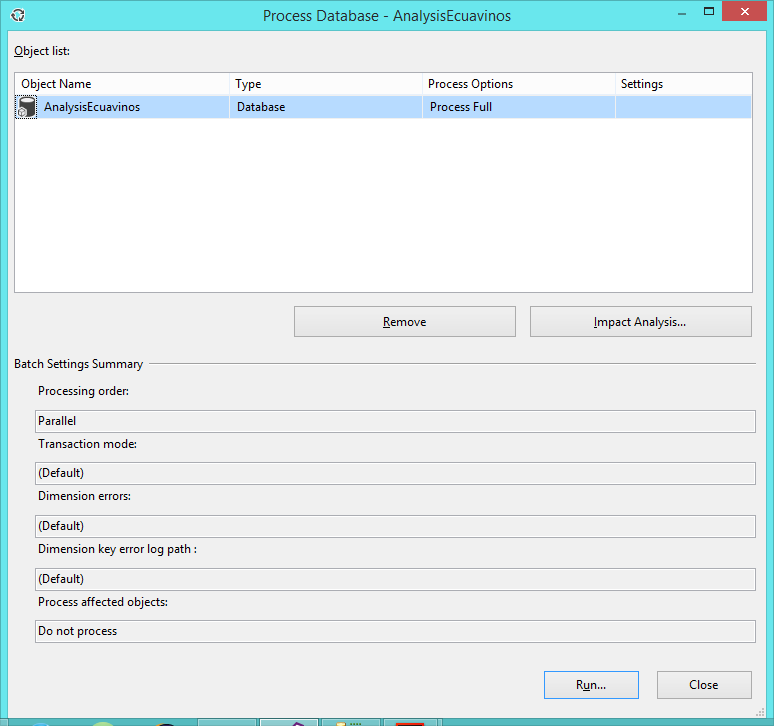 Process Database - AnalysisEcuavinos
Object list:
Object Name Type Process Options Settings
AnalysisEcuavinos Database Process Full
Remove Impact Analysis...
Batch Settings Summary
Processing order:
Parallel
Transaction mode:
(Default)
Dimension errors:
(Default)
Dimension key error log path :
(Default)
Process affected objects:
Do not process
Run... Close